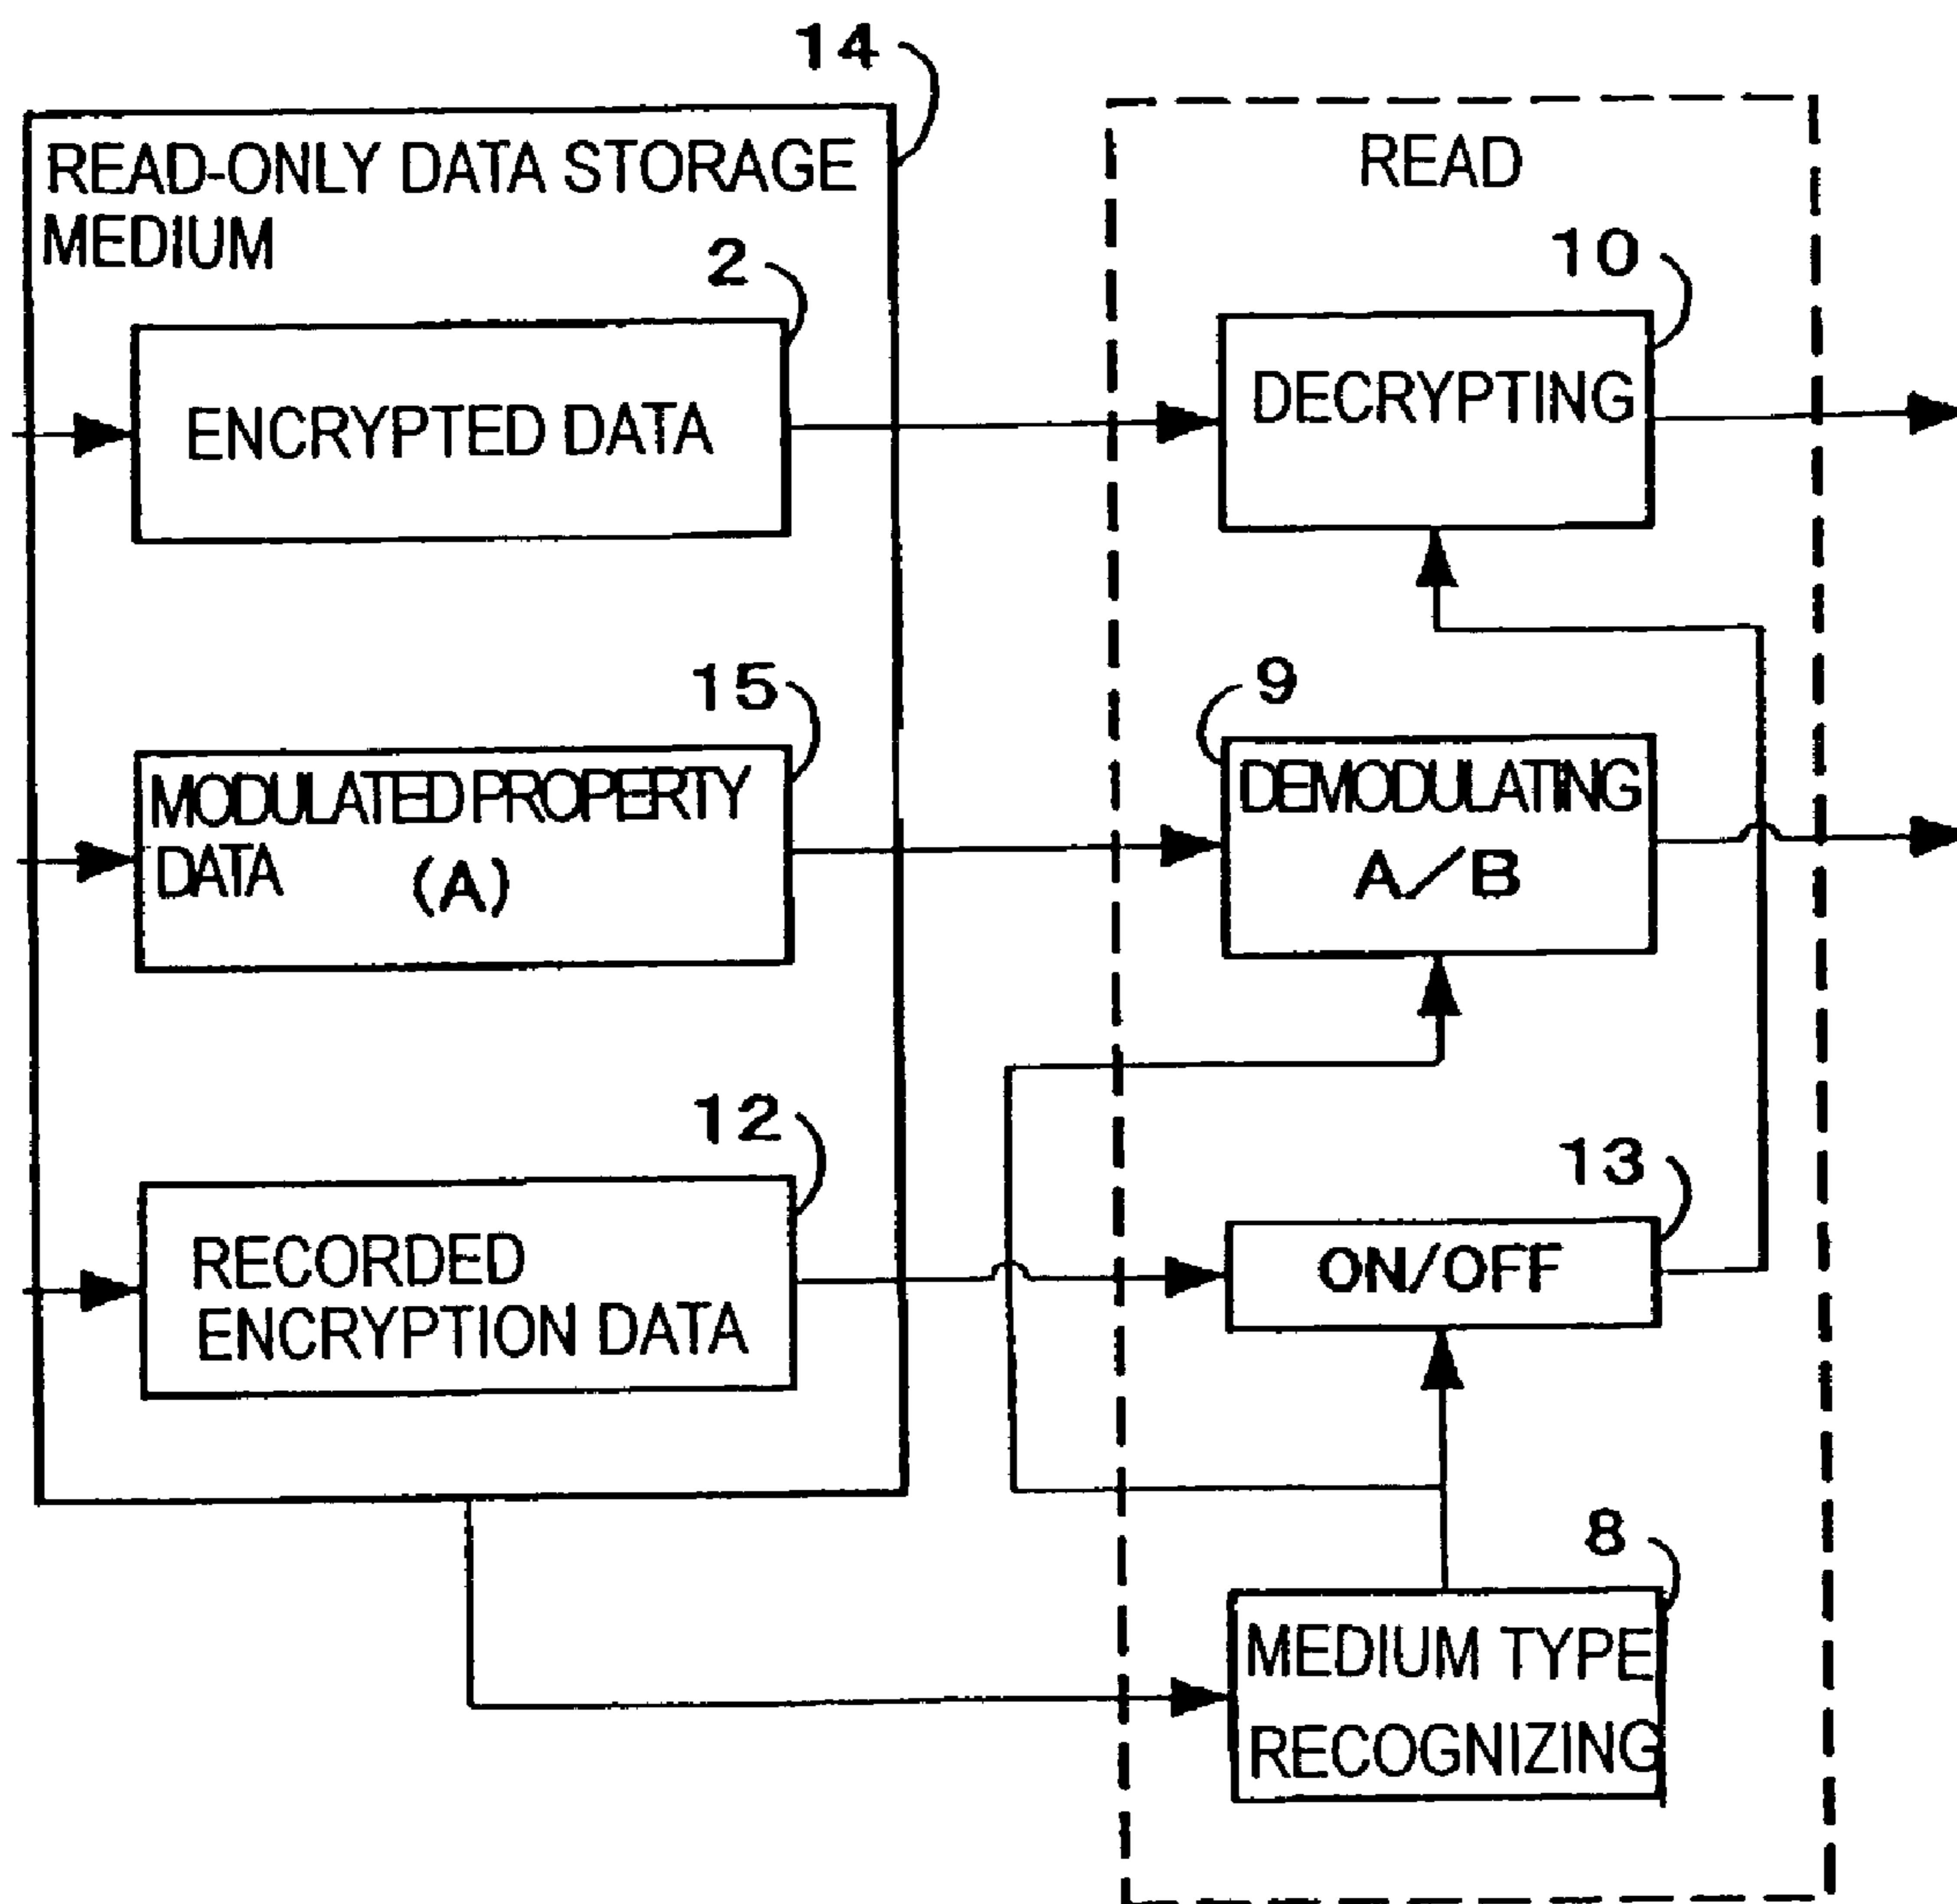 14
READ-ONLY DATA STORAGE
MEDIUM
READ
2
10
ENCRYPTED DATA
DECRYPTING
15
9
MODULATED PROPERTY
DATA (A)
DEMODULATING
A/B
12
13
RECORDED
ENCRYPTION DATA
ON/OFF
8
MEDIUM TYPE
RECOGNIZING